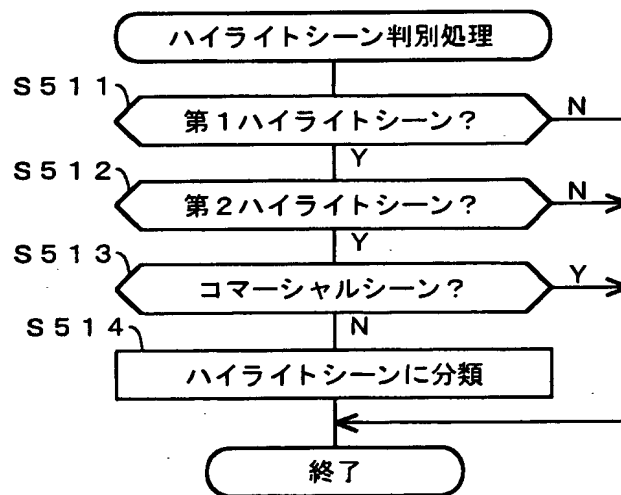 ハイライトシーン判別処理
S511
第1ハイライトシーン?
N
Y
S512
第2ハイライトシーン?
N
Y
S513
コマーシャルシーン?
Y
N
S514
ハイライトシーンに分類
終了